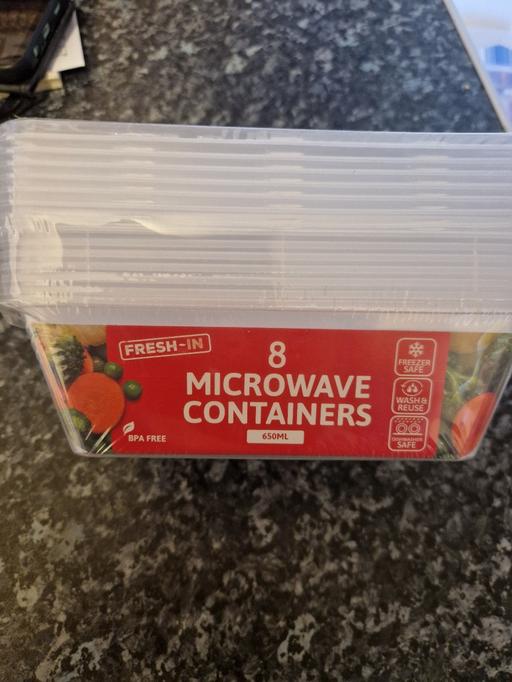 FRESH-IN
8
MICROWAVE
CONTAINERS
650ML
BPA FREE
FREEZER
SAFE
WASH &
REUSE
DISHWASHER
SAFE